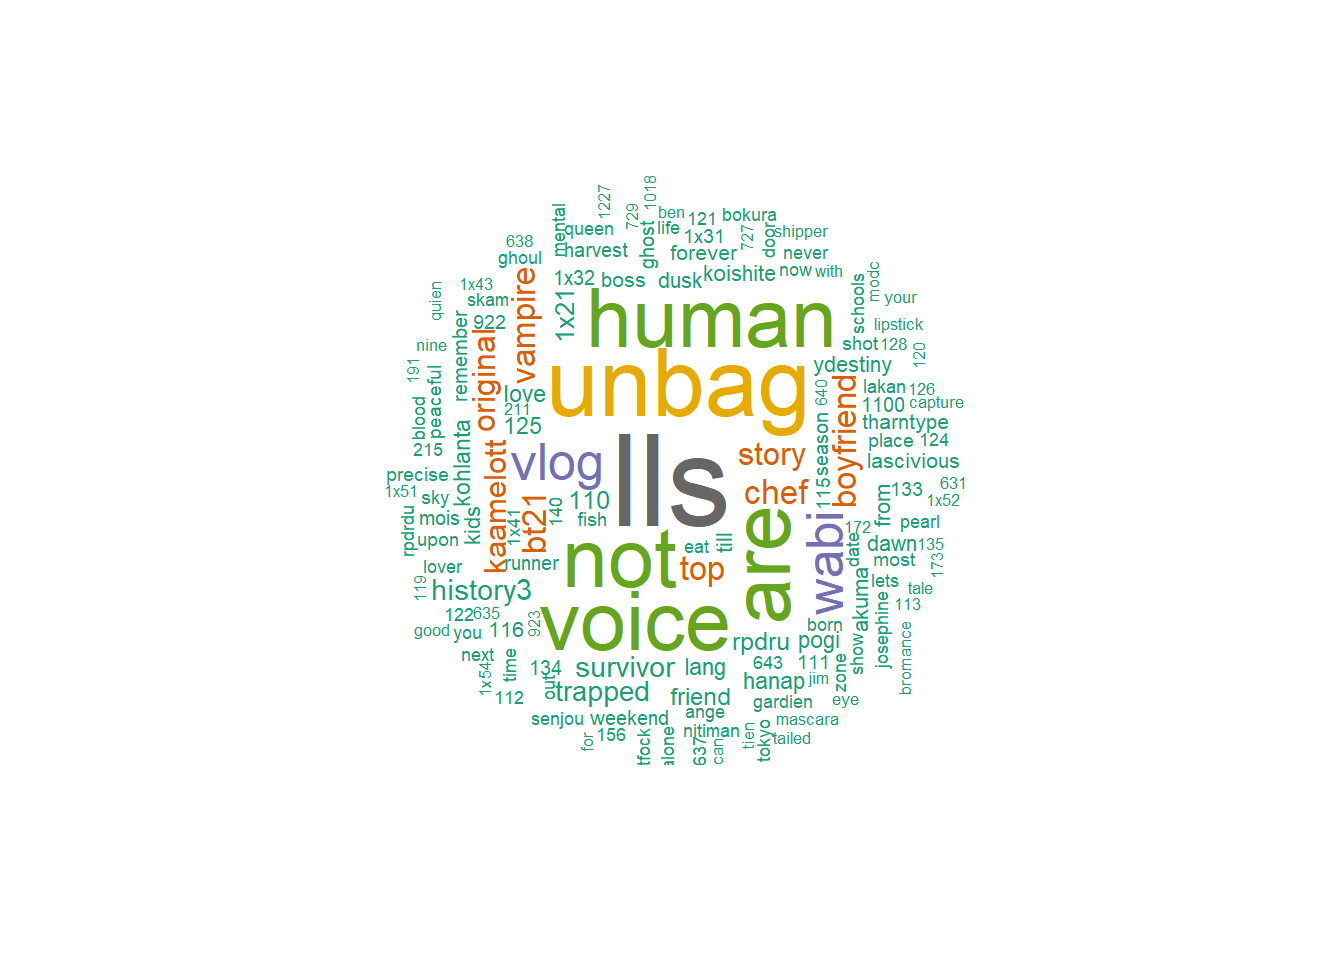 1227
729
1018
ben
121
bokura
mental
queen
life
638
ghoul
harvest
ghost
1x31
forever
727
door
shipper
never
1x43
skam
vampire
1x32
boss
dusk
koishite
now
with
modc
quien
922
1x21
human
schools
your
lipstick
nine
remember
original
unbag
shot
128
120
191
peaceful
love
ydestiny
640
boyfriend
lakan
126
blood
211
125
1100
capture
215
kohlanta
kaamelott
vlog
lls
story
season
tharntype
place
124
precise
chef
115
lascivious
1x51
sky
110
from
133
631
1x52
rpdrdu
mois
kids
1x41
bt21
140
fish
are
wabi
172
pearl
upon
not
eat
till
date
dawn
135
lover
runner
top
most
173
119
history3
akuma
lets
tale
122
635
923
voice
113
good
you
116
born
josephine
next
rpdru
pogi
show
bromance
1x54
time
134
survivor
lang
643
111
zone
112
out
trapped
friend
hanap
jim
gardien
eye
senjou
weekend
ange
mascara
for
156
tfock
alone
njtiman
637
can
tien
tokyo
tailed